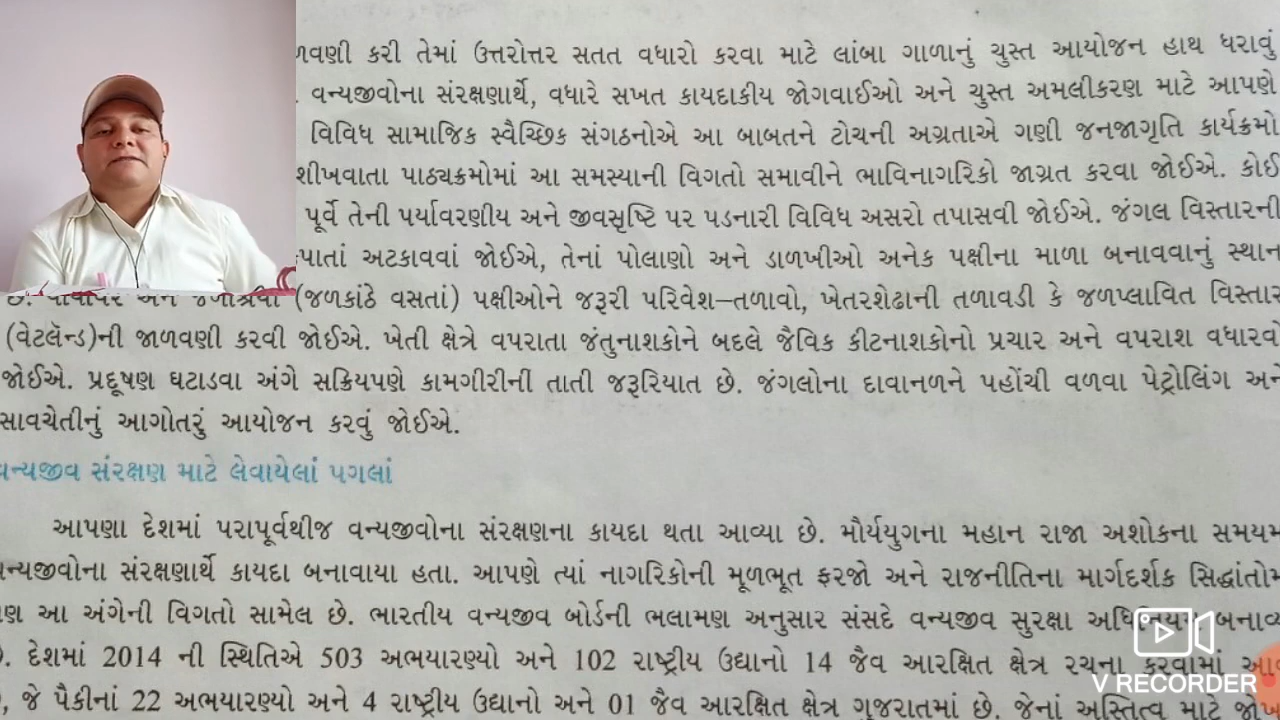 ળવણી કરી તેમાં ઉત્તરોત્તર સતત વધારો કરવા માટે લાંબા ગાળાનું ચુસ્ત આયોજન હાથ ધરાવું
વન્યજીવોના સંરક્ષણાર્થે, વધારે સખત કાયદાકીય જોગવાઈઓ અને ચુસ્ત અમલીકરણ માટે આપણે
વિવિધ સામાજિક સ્વૈચ્છિક સંગઠનોએ આ બાબતને ટોચની અગ્રતાએ ગણી જનજાગૃતિ કાર્યક્રમો
શીખવાતા પાઠ્યક્રમોમાં આ સમસ્યાની વિગતો સમાવીને ભાવિનાગરિકો જાગ્રત કરવા જોઈએ. કોઈ
પૂર્વે તેની પર્યાવરણીય અને જીવસૃષ્ટિ પર પડનારી વિવિધ અસરો તપાસવી જોઈએ. જંગલ વિસ્તારની
કપાતાં અટકાવવાં જોઈએ, તેનાં પોલાણો અને ડાળખીઓ અનેક પક્ષીના માળા બનાવવાનું સ્થાન
(જળકાંઠે વસતાં) પક્ષીઓને જરૂરી પરિવેશ–તળાવો, ખેતરશેઢાની તળાવડી કે જળપ્લાવિત વિસ્તાર
(વેટલૅન્ડ)ની જાળવણી કરવી જોઈએ. ખેતી ક્ષેત્રે વપરાતા જંતુનાશકોને બદલે જૈવિક કીટનાશકોનો પ્રચાર અને વપરાશ વધારવો
જોઈએ. પ્રદૂષણ ઘટાડવા અંગે સક્રિયપણે કામગીરીની તાતી જરૂરિયાત છે. જંગલોના દાવાનળને પહોંચી વળવા પેટ્રોલિંગ અને
સાવચેતીનું આગોતરું આયોજન કરવું જોઈએ.
વન્યજીવ સંરક્ષણ માટે લેવાયેલાં પગલાં
આપણા દેશમાં પરાપૂર્વથીજ વન્યજીવોના સંરક્ષણના કાયદા થતા આવ્યા છે. મૌર્યયુગના મહાન રાજા અશોકના સમયમ
વન્યજીવોના સંરક્ષણાર્થે કાયદા બનાવાયા હતા. આપણે ત્યાં નાગરિકોની મૂળભૂત ફરજો અને રાજનીતિના માર્ગદર્શક સિદ્ધાંતોમ
પણ આ અંગેની વિગતો સામેલ છે. ભારતીય વન્યજીવ બોર્ડની ભલામણ અનુસાર સંસદે વન્યજીવ સુરક્ષા અધિનિયમ બનાવ્ય
. દેશમાં 2014 ની સ્થિતિએ 503 અભયારણ્યો અને 102 રાષ્ટ્રીય ઉદ્યાનો 14 જૈવ આરક્ષિત ક્ષેત્ર રચના કરવામાં આવ
, જે પૈકીનાં 22 અભયારણ્યો અને 4 રાષ્ટ્રીય ઉદ્યાનો અને 01 જૈવ આરક્ષિત ક્ષેત્ર ગુજરાતમાં છે. જેનાં અસ્તિત્વ માટે જોખ
V RECORDER